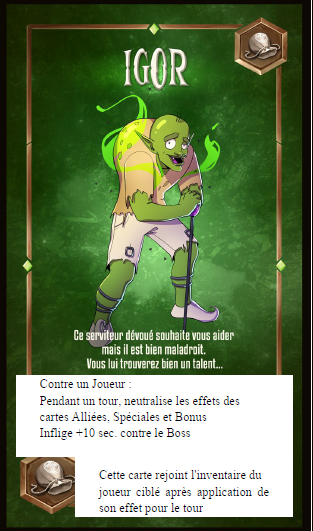 IGOR
Ce serviteur dévoué souhaite vous aider
mais il est bien maladroit.
Vous lui trouverez bien un talent...
Contre un Joueur :
Pendant un tour, neutralise les effets des
cartes Alliées, Spéciales et Bonus
Inflige +10 sec. contre le Boss
Cette carte rejoint l'inventaire du
joueur ciblé après application de
son effet pour le tour